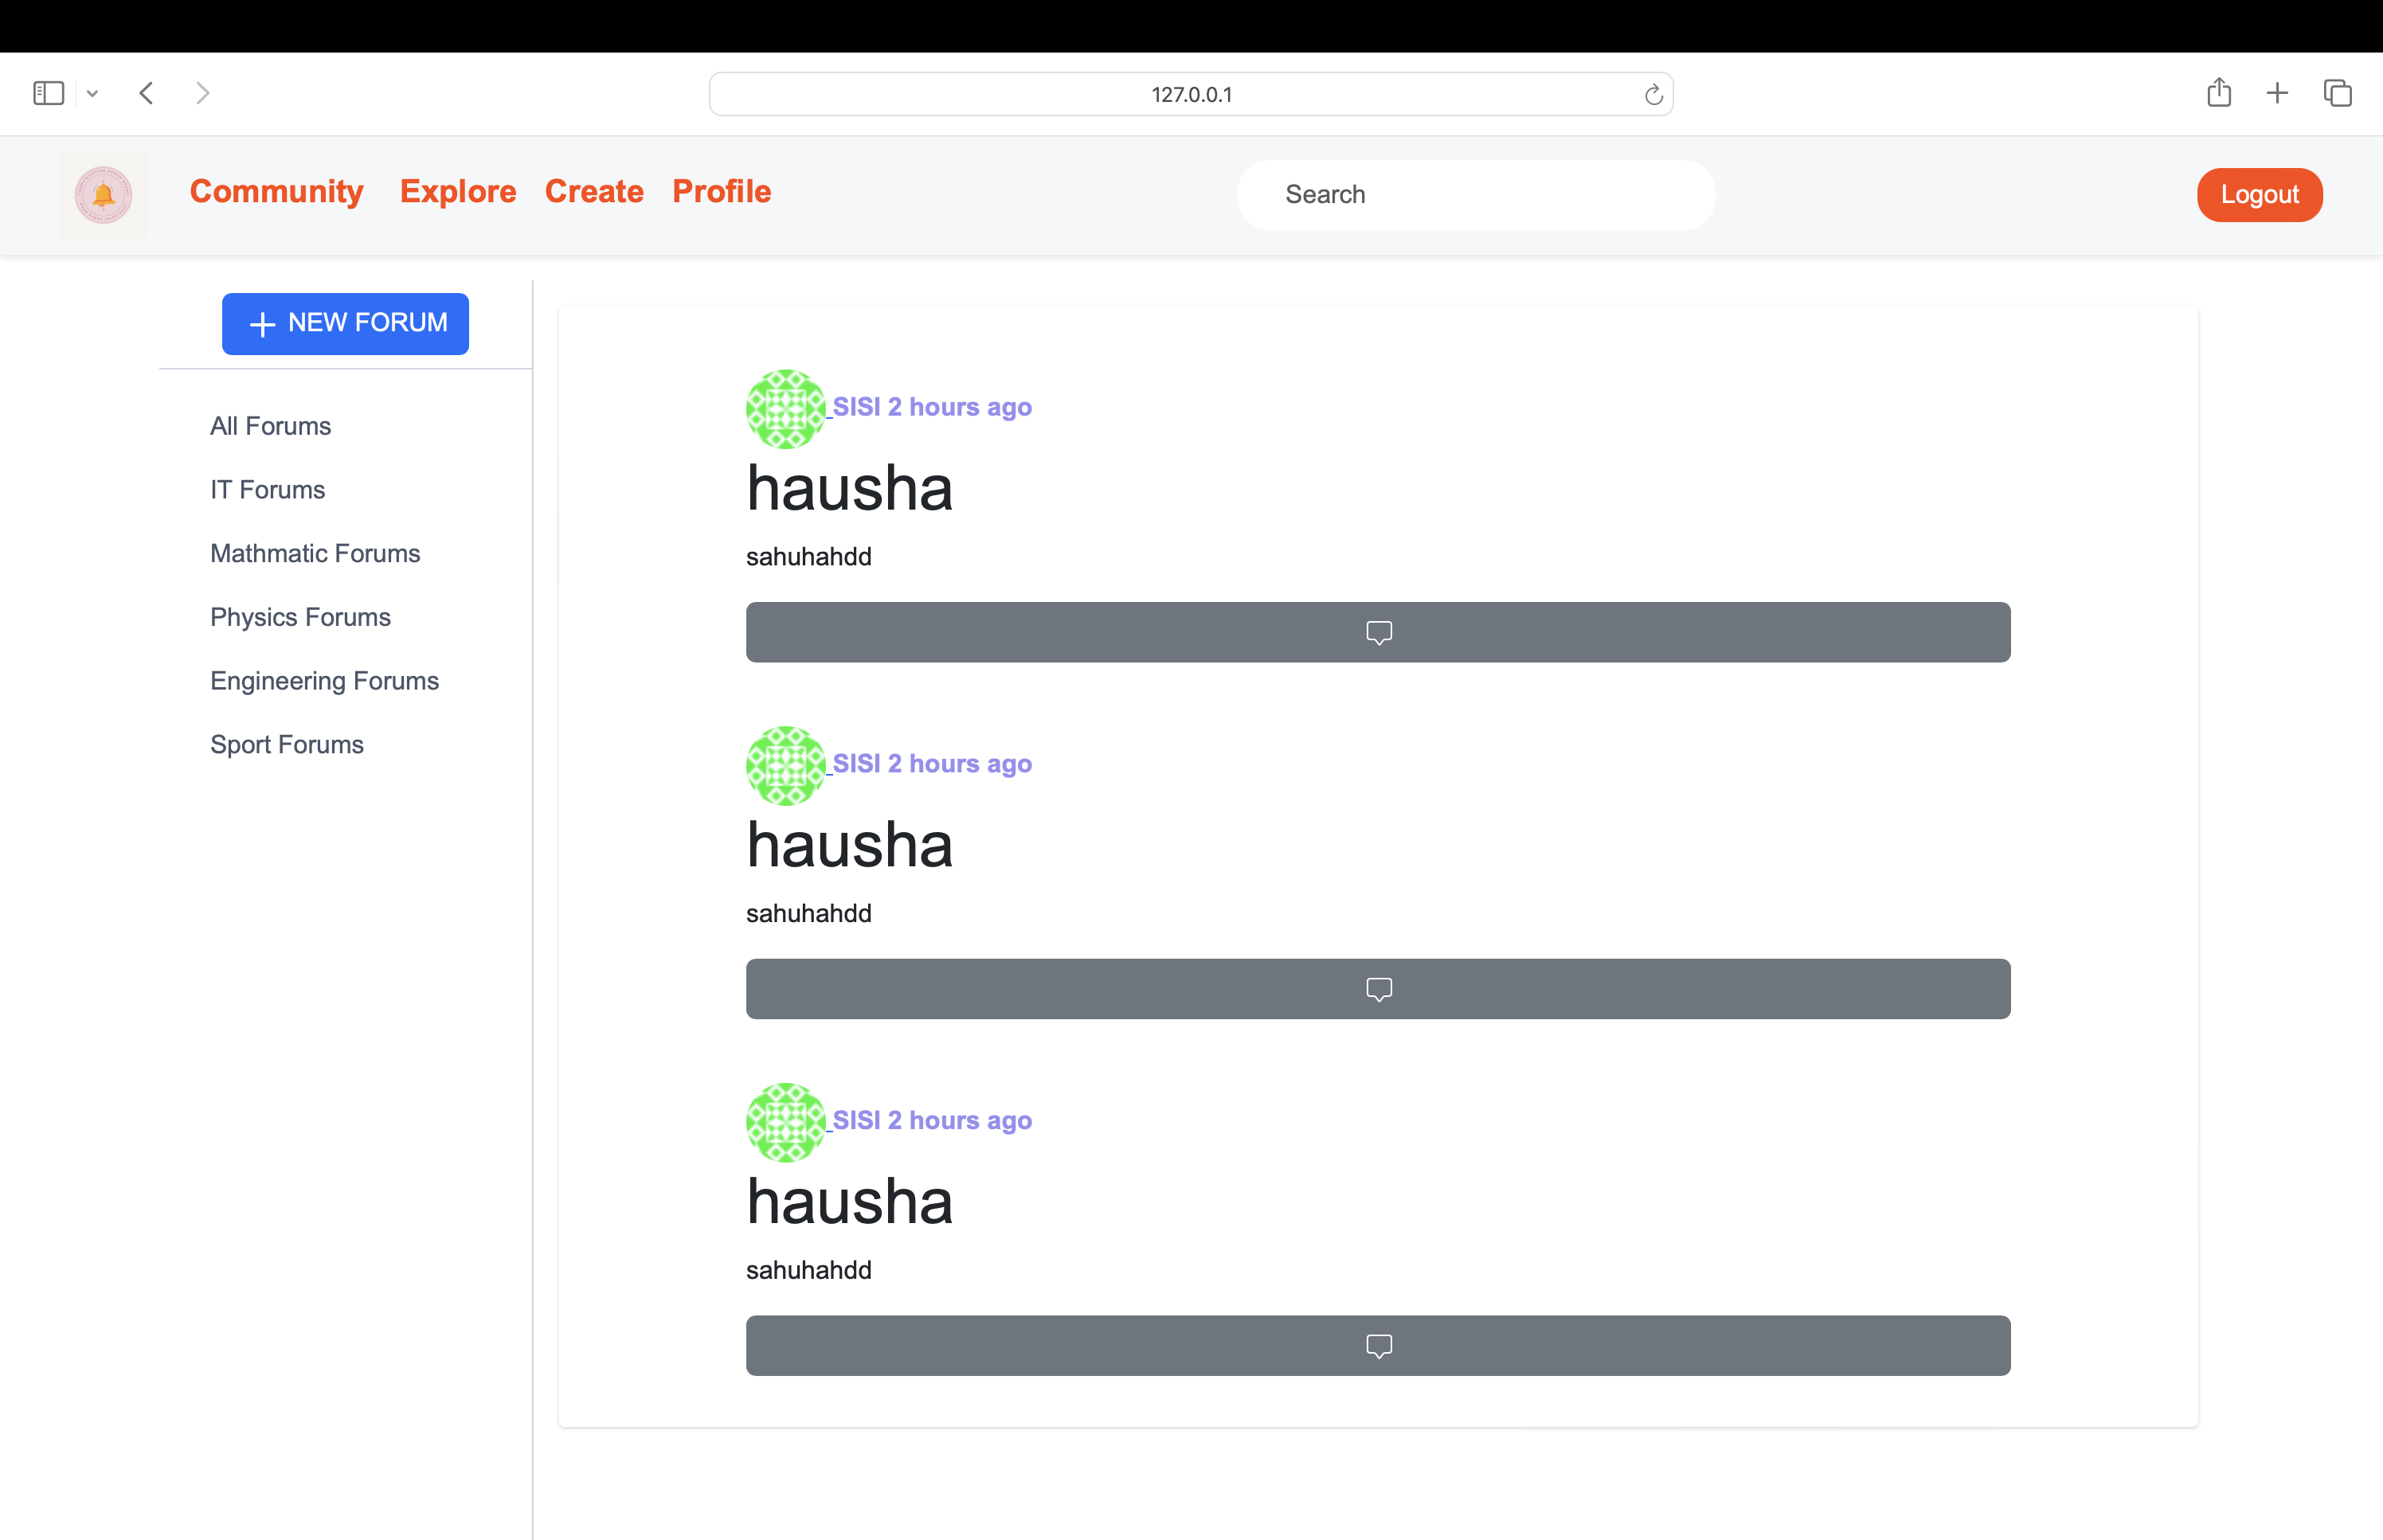 127.0.0.1
Community Explore Create Profile
Search
Logout
NEW FORUM
All Forums
IT Forums
Mathmatic Forums
Physics Forums
Engineering Forums
Sport Forums
SISI 2 hours ago
hausha
sahuhahdd
SISI 2 hours ago
hausha
sahuhahdd
SISI 2 hours ago
hausha
sahuhahdd